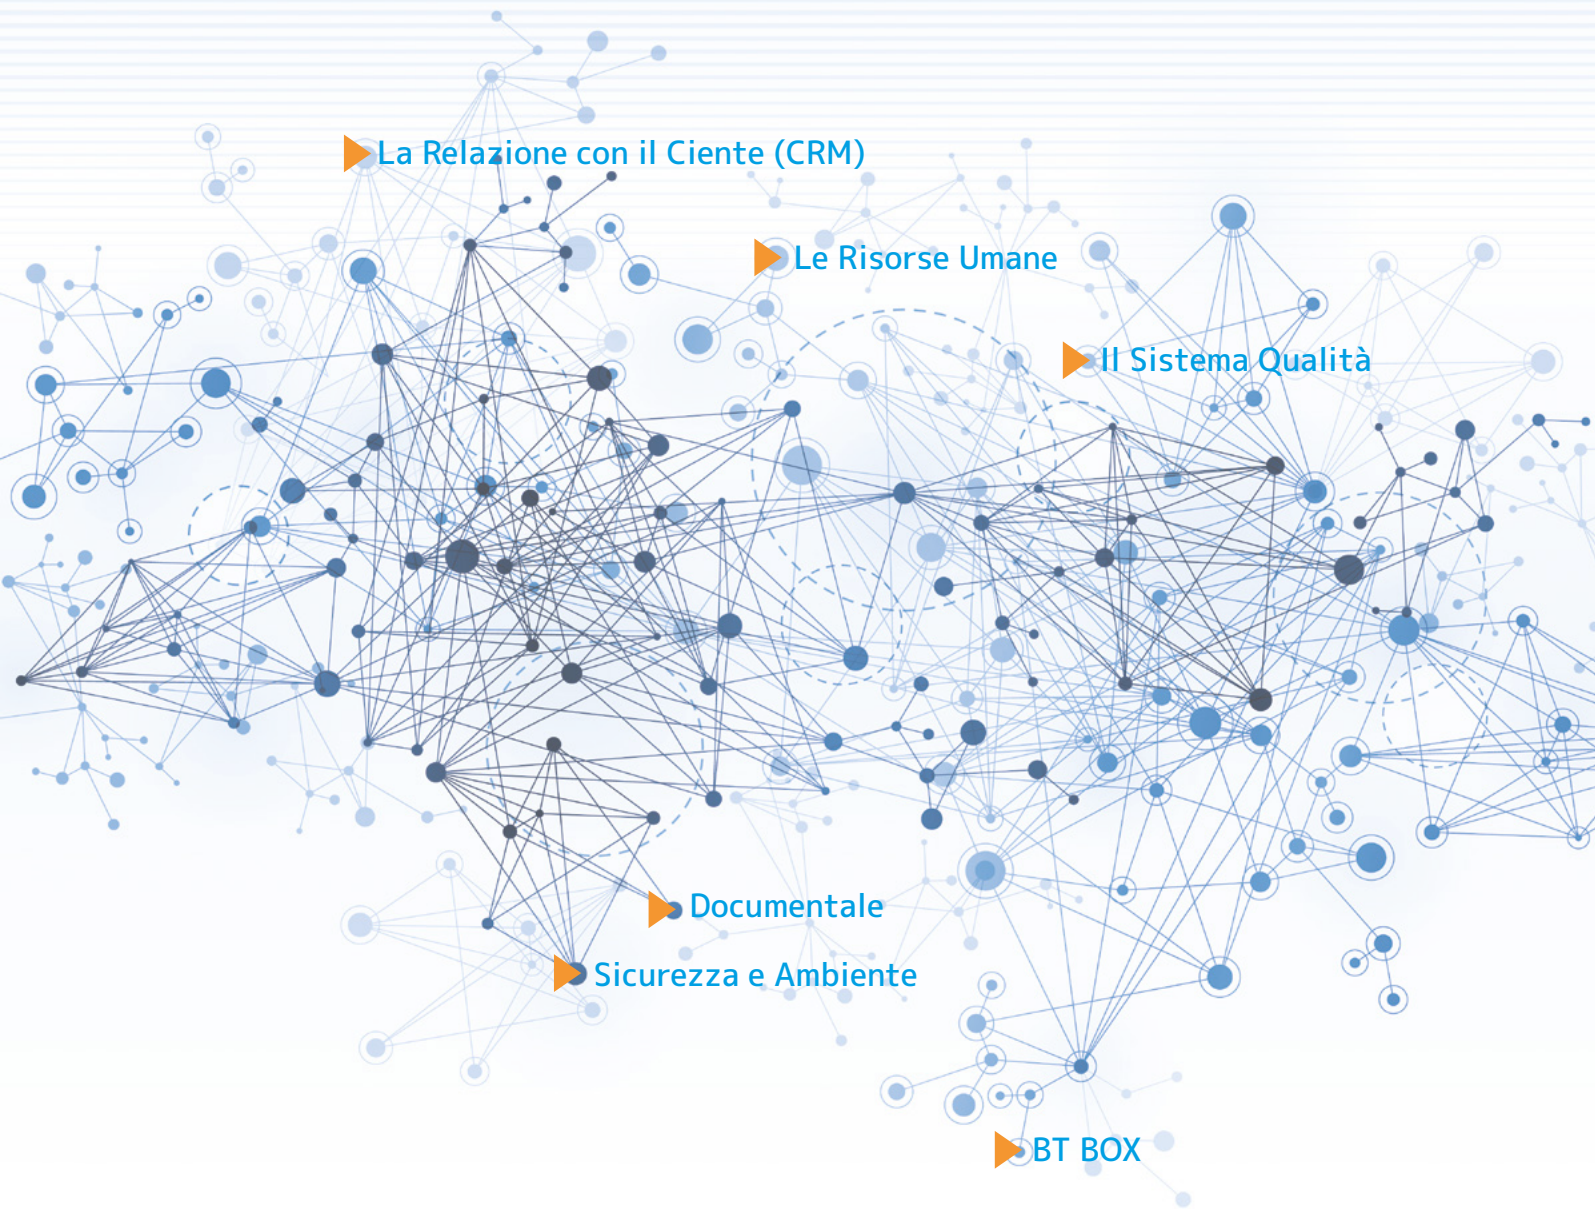 La Relazione con il Ciente (CRM)
Le Risorse Umane
Il Sistema Qualità
Documentale
Sicurezza e Ambiente
BT BOX